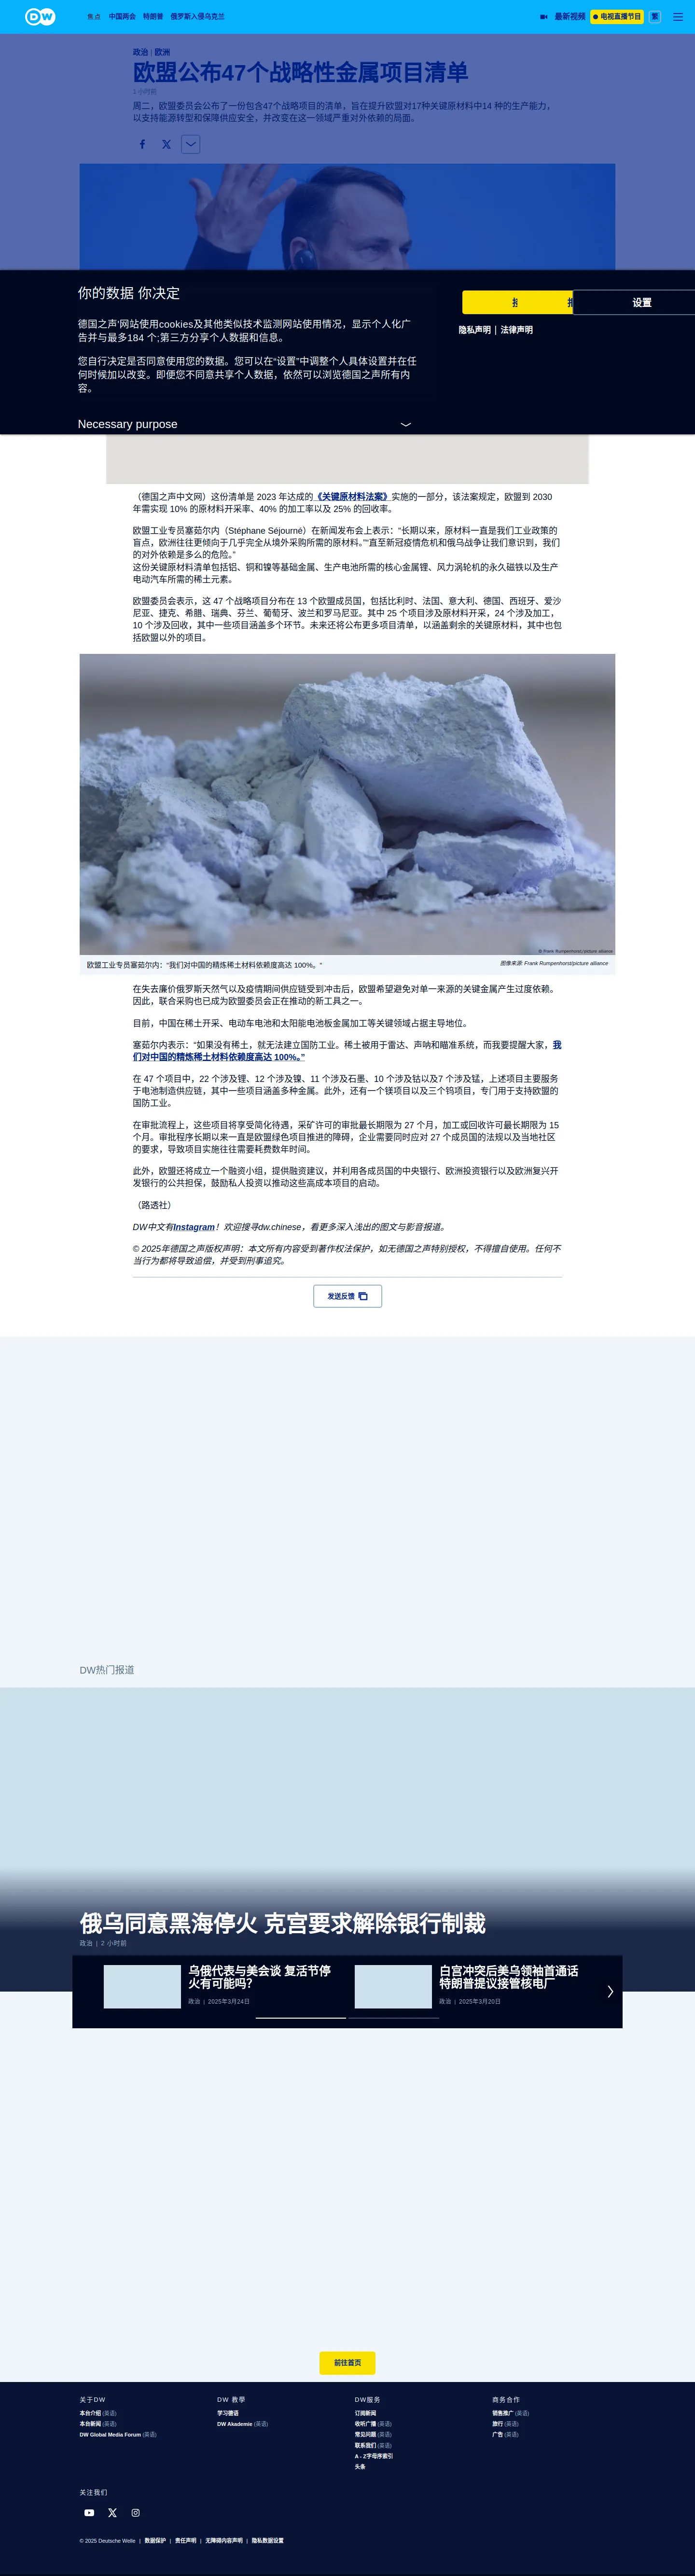 DW
焦点 中国两会 特朗普 俄罗斯入侵乌克兰
最新视频 电视直播节目 繁
政治 | 欧洲
欧盟公布47个战略性金属项目清单
1 小时前
周二，欧盟委员会公布了一份包含47个战略项目的清单，旨在提升欧盟对17种关键原材料中14 种的生产能力，
以支持能源转型和保障供应安全，并改变在这一领域严重对外依赖的局面。
你的数据 你决定
德国之声'网站使用cookies及其他类似技术监测网站使用情况，显示个人化广
告并与最多184 个;第三方分享个人数据和信息。
您自行决定是否同意使用您的数据。您可以在"设置"中调整个人具体设置并在任
何时候加以改变。即便您不同意共享个人数据，依然可以浏览德国之声所有内
容。
Necessary purpose
设置
隐私声明 | 法律声明
（德国之声中文网）这份清单是 2023 年达成的《关键原材料法案》实施的一部分，该法案规定，欧盟到 2030
年需实现 10% 的原材料开采率、40% 的加工率以及 25% 的回收率。
欧盟工业专员塞茹尔内（Stéphane Séjourné）在新闻发布会上表示："长期以来，原材料一直是我们工业政策的
盲点，欧洲往往更倾向于几乎完全从境外采购所需的原材料。""直至新冠疫情危机和俄乌战争让我们意识到，我们
的对外依赖是多么的危险。"
这份关键原材料清单包括铝、铜和镍等基础金属、生产电池所需的核心金属锂、风力涡轮机的永久磁铁以及生产
电动汽车所需的稀土元素。
欧盟委员会表示，这 47 个战略项目分布在 13 个欧盟成员国，包括比利时、法国、意大利、德国、西班牙、爱沙
尼亚、捷克、希腊、瑞典、芬兰、葡萄牙、波兰和罗马尼亚。其中 25 个项目涉及原材料开采，24 个涉及加工，
10 个涉及回收，其中一些项目涵盖多个环节。未来还将公布更多项目清单，以涵盖剩余的关键原材料，其中也包
括欧盟以外的项目。
© Frank Rumpenhorst/picture alliance
欧盟工业专员塞茹尔内："我们对中国的精炼稀土材料依赖度高达 100%。"
图像来源: Frank Rumpenhorst/picture alliance
在失去廉价俄罗斯天然气以及疫情期间供应链受到冲击后，欧盟希望避免对单一来源的关键金属产生过度依赖。
因此，联合采购也已成为欧盟委员会正在推动的新工具之一。
目前，中国在稀土开采、电动车电池和太阳能电池板金属加工等关键领域占据主导地位。
塞茹尔内表示："如果没有稀土，就无法建立国防工业。稀土被用于雷达、声呐和瞄准系统，而我要提醒大家，我
们对中国的精炼稀土材料依赖度高达 100%。"
在 47 个项目中，22 个涉及锂、12 个涉及镍、11 个涉及石墨、10 个涉及钴以及7 个涉及锰，上述项目主要服务
于电池制造供应链，其中一些项目涵盖多种金属。此外，还有一个镁项目以及三个钨项目，专门用于支持欧盟的
国防工业。
在审批流程上，这些项目将享受简化待遇，采矿许可的审批最长期限为 27 个月，加工或回收许可最长期限为 15
个月。审批程序长期以来一直是欧盟绿色项目推进的障碍，企业需要同时应对 27 个成员国的法规以及当地社区
的要求，导致项目实施往往需要耗费数年时间。
此外，欧盟还将成立一个融资小组，提供融资建议，并利用各成员国的中央银行、欧洲投资银行以及欧洲复兴开
发银行的公共担保，鼓励私人投资以推动这些高成本项目的启动。
（路透社）
DW中文有Instagram！欢迎搜寻dw.chinese，看更多深入浅出的图文与影音报道。
© 2025年德国之声版权声明：本文所有内容受到著作权法保护，如无德国之声特别授权，不得擅自使用。任何不
当行为都将导致追偿，并受到刑事追究。
发送反馈
DW热门报道
俄乌同意黑海停火 克宫要求解除银行制裁
政治 | 2 小时前
乌俄代表与美会谈 复活节停
火有可能吗？
政治 | 2025年3月24日
白宫冲突后美乌领袖首通话
特朗普提议接管核电厂
政治 | 2025年3月20日
前往首页
关于DW
本台介绍 (英语)
本台新闻 (英语)
DW Global Media Forum (英语)
DW 教學
学习德语
DW Akademie (英语)
DW服务
订阅新闻
收听广播 (英语)
常见问题 (英语)
联系我们 (英语)
A - Z字母序索引
头条
商务合作
销售推广 (英语)
旅行 (英语)
广告 (英语)
关注我们
© 2025 Deutsche Welle | 数据保护 | 责任声明 | 无障碍内容声明 | 隐私数据设置